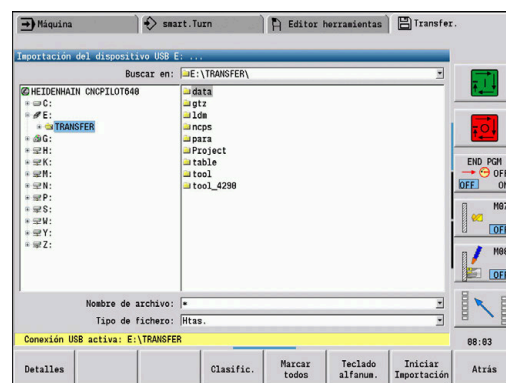 Máquina
smart.Turn
Editor herramientas
Transfer.
Importación del dispositivo USB E: ...
Buscar en: E:\TRANSFER\
HEIDENHAIN CNCPILOT640
C:
E:
TRANSFER
G:
H:
K:
M:
N:
P:
S:
W:
Y:
Z:
data
gtz
ldm
ncps
para
Project
table
tool
tool_4290
Nombre de archivo: *
Tipo de fichero: Htas.
Conexión USB activa: E:\TRANSFER
END PGM
OFF
OFF ON
M07
OFF
M08
OFF
08:03
Detalles
Clasific.
Marcar todos
Teclado alfanum.
Iniciar Importación
Atrás